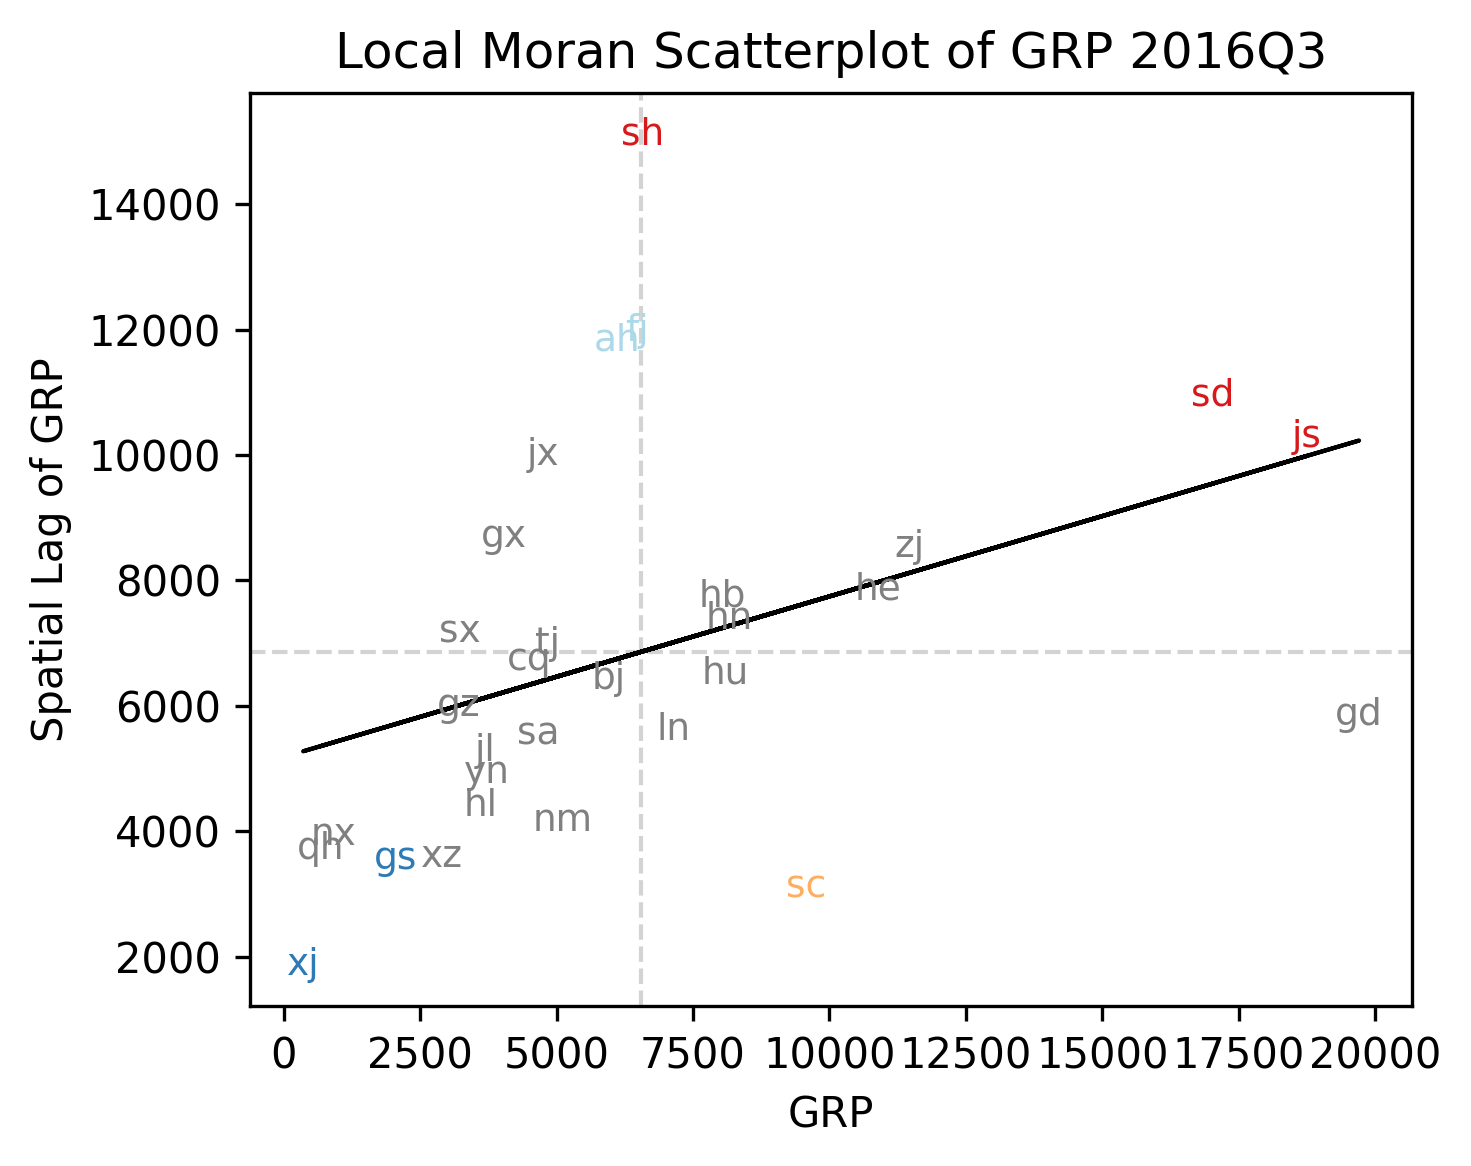 Local Moran Scatterplot of GRP 2016Q3
sh
14000
fj
ah
12000
sd
js
jx
10000
gx
zj
8000
hb
he
hn
sx
tj
cq
hu
bj
6000
gz
gd
ln
sa
jl
yn
hl
nm
4000
nx
qh
gs
xz
sc
2000
xj
Spatial Lag of GRP
0 2500 5000 7500 10000 12500 15000 17500 20000
GRP